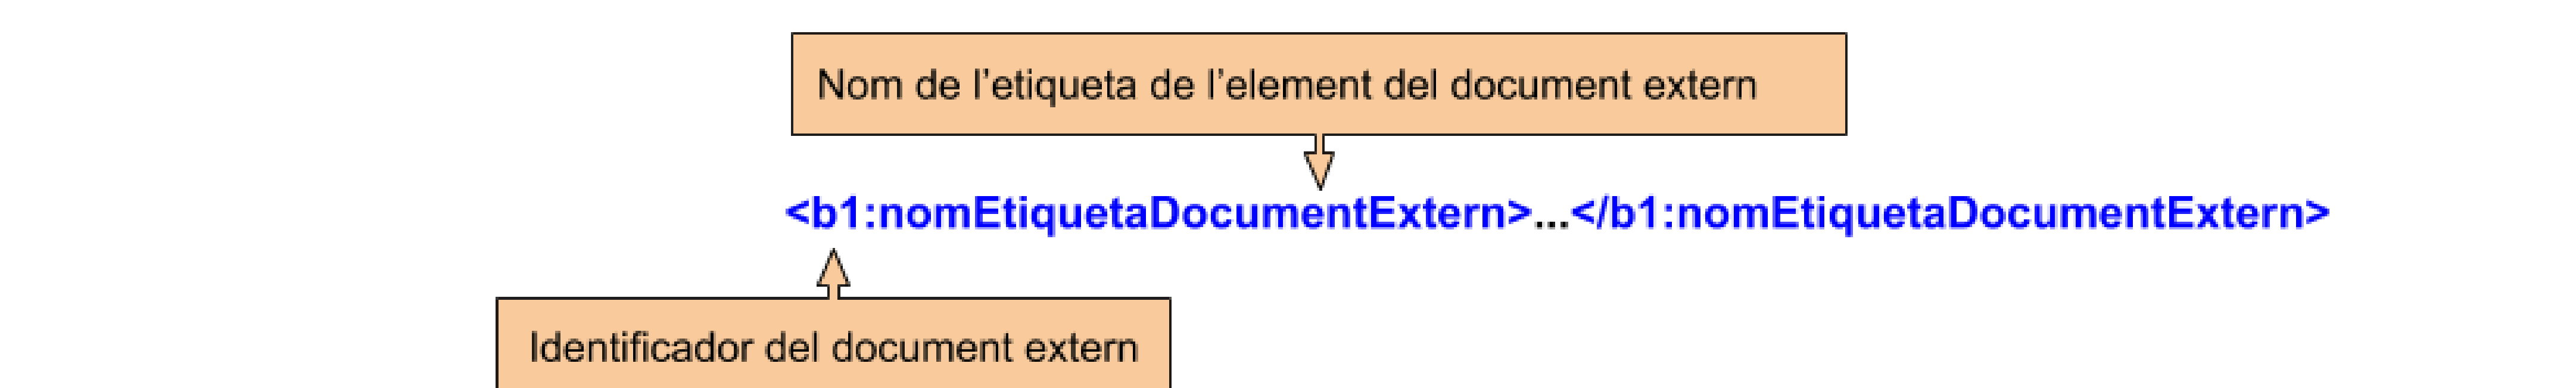 Nom de l’etiqueta de l’element del document extern
<b1:nomEtiquetaDocumentExtern>...</b1:nomEtiquetaDocumentExtern>
Identificador del document extern